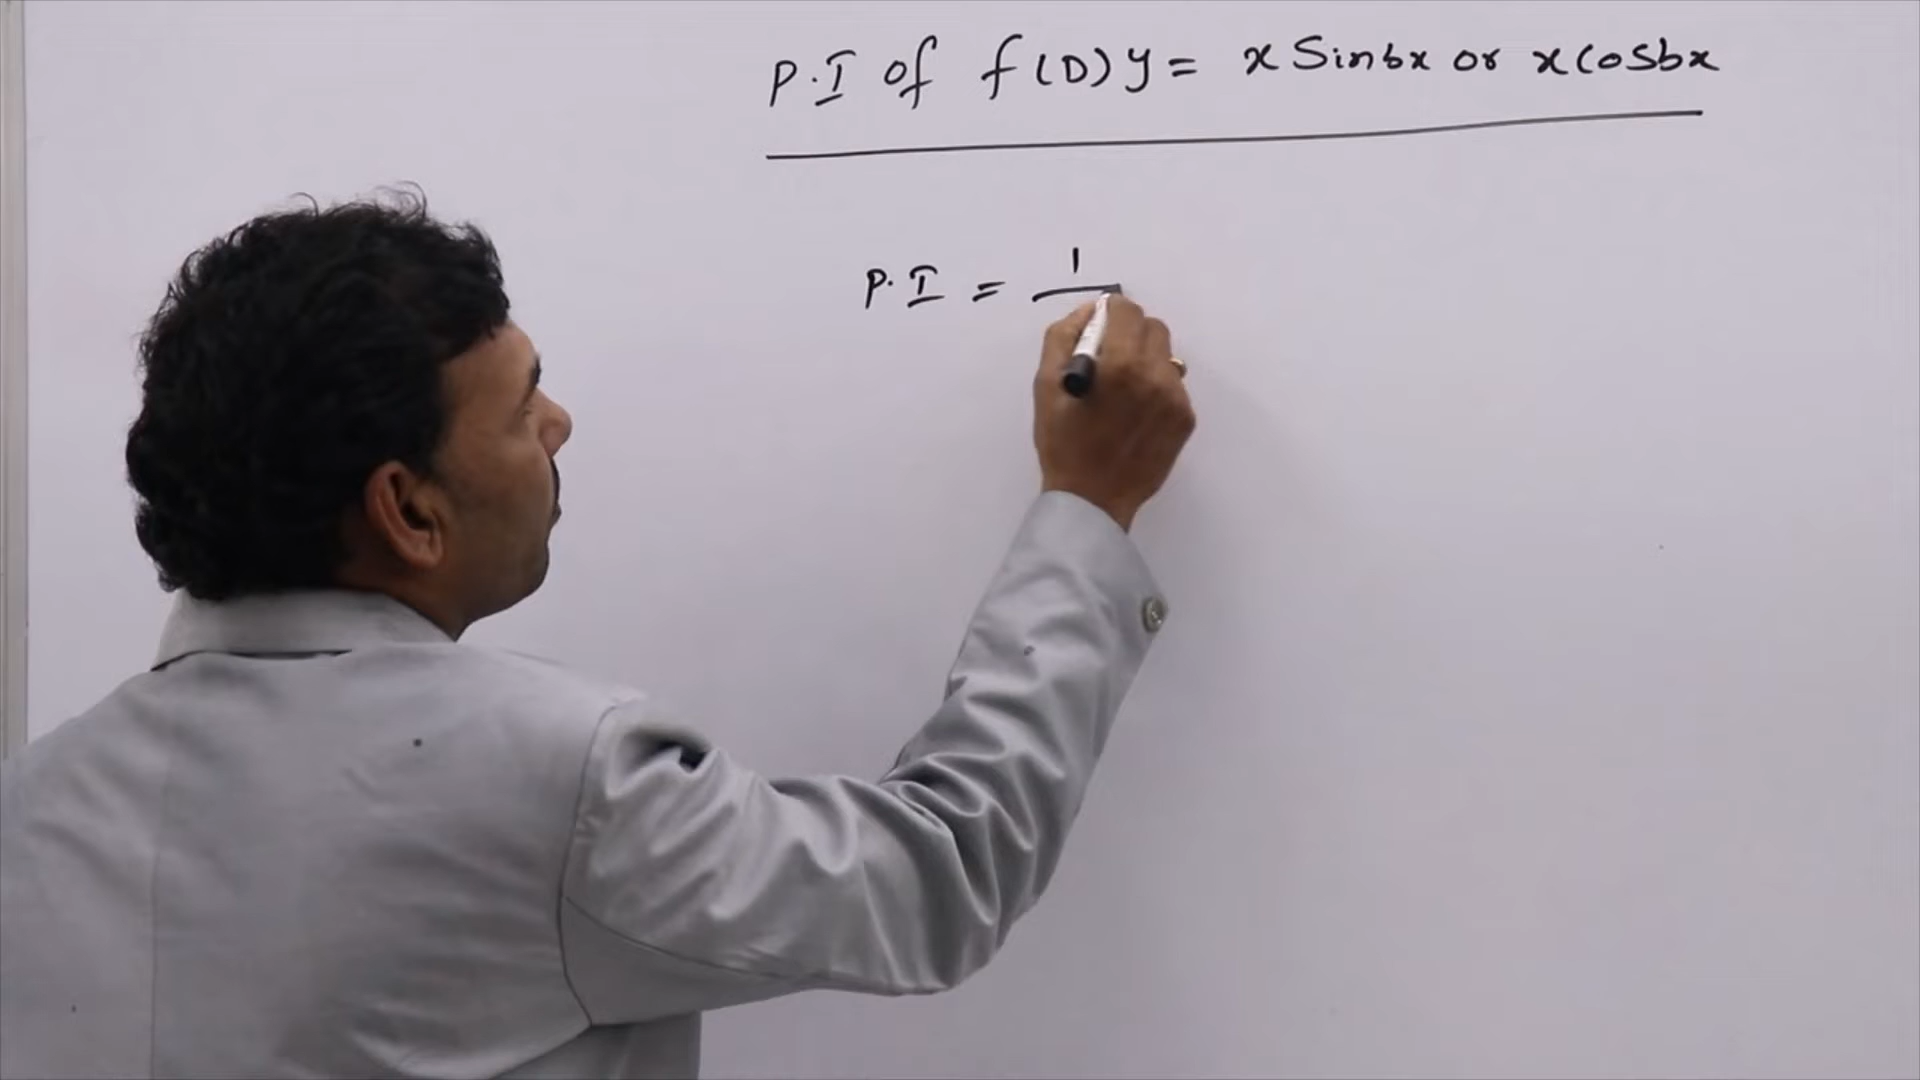 P.I of f(D)y = x Sinbx or x Cosbx
P.I = 1